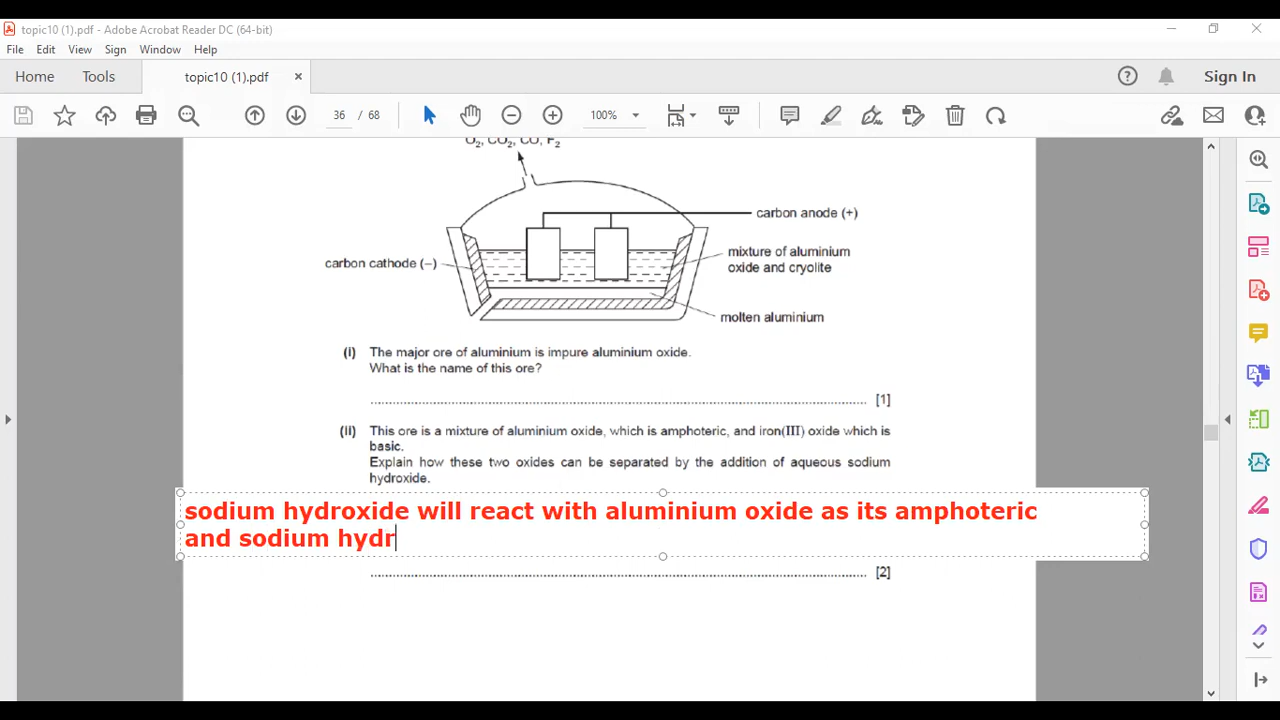 topic10 (1).pdf - Adobe Acrobat Reader DC (64-bit)
File Edit View Sign Window Help
Home Tools topic10 (1).pdf × Sign In
36 / 68 100%
O₂, CO₂, CO, F₂
carbon anode (+)
mixture of aluminium
oxide and cryolite
carbon cathode (–)
molten aluminium
(i) The major ore of aluminium is impure aluminium oxide.
What is the name of this ore?
[1]
(ii) This ore is a mixture of aluminium oxide, which is amphoteric, and iron(III) oxide which is
basic.
Explain how these two oxides can be separated by the addition of aqueous sodium
hydroxide.
sodium hydroxide will react with aluminium oxide as its amphoteric
and sodium hydr
[2]